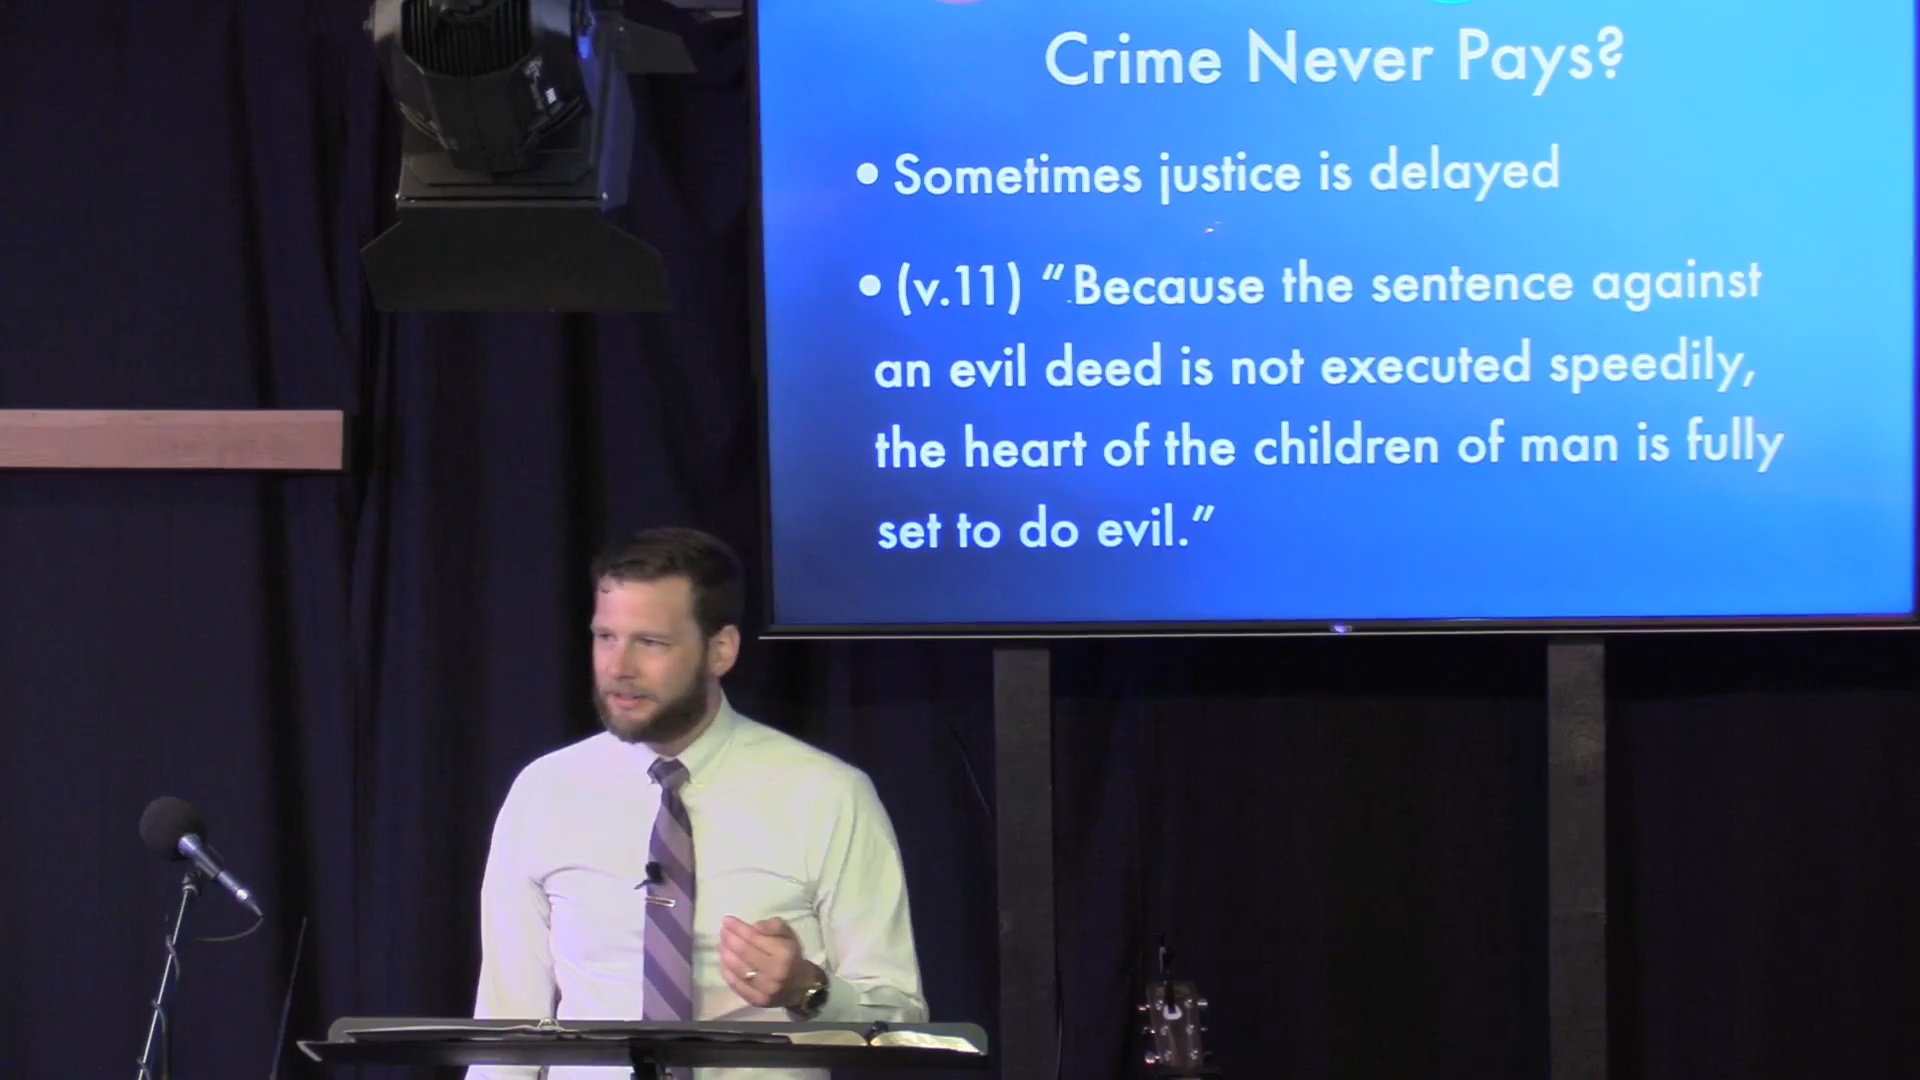 Crime Never Pays?
• Sometimes justice is delayed
• (v.11) “ Because the sentence against
an evil deed is not executed speedily,
the heart of the children of man is fully
set to do evil.”